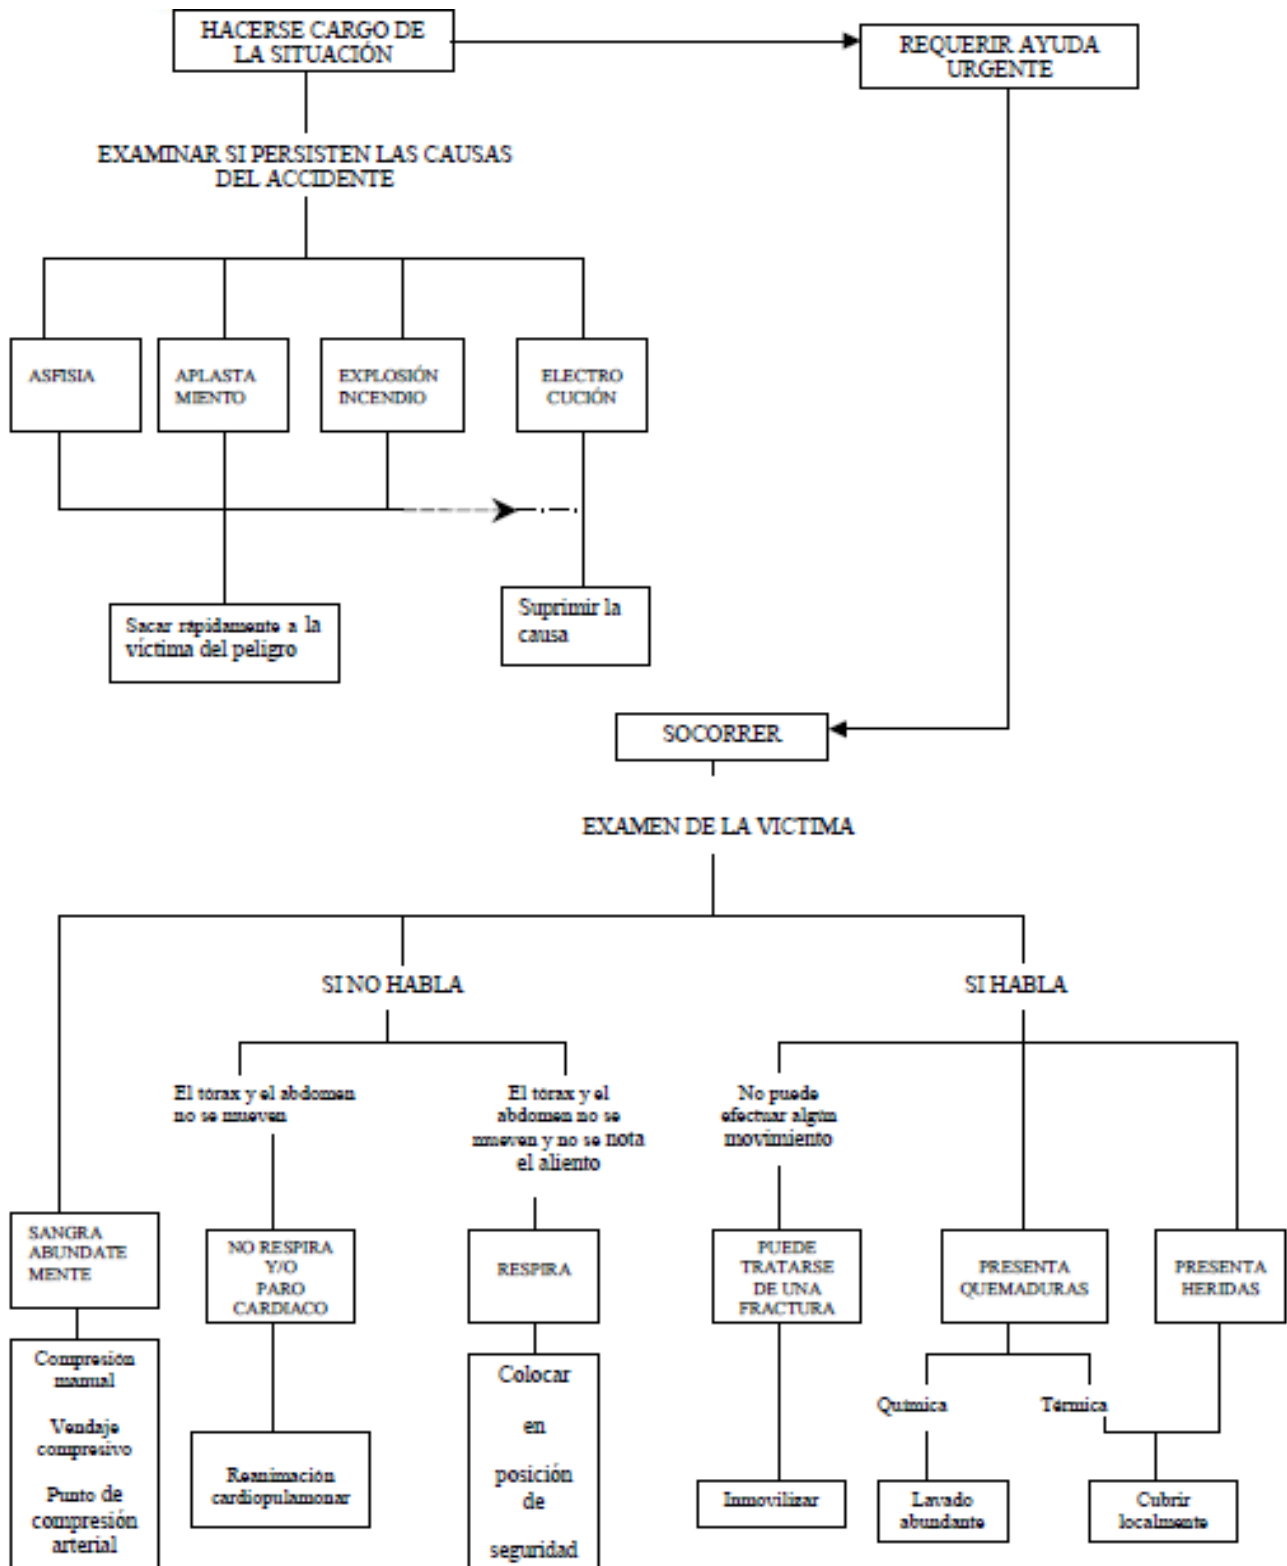 HACERSE CARGO DE
LA SITUACIÓN
REQUERIR AYUDA
URGENTE
EXAMINAR SI PERSISTEN LAS CAUSAS
DEL ACCIDENTE
ASFISIA
APLASTA
MIENTO
EXPLOSIÓN
INCENDIO
ELECTRO
CUCIÓN
Sacar rápidamente a la
víctima del peligro
Suprimir la
causa
SOCORRER
EXAMEN DE LA VICTIMA
SI NO HABLA
SI HABLA
El tórax y el abdomen
no se mueven
El tórax y el
abdomen no se
mueven y no se nota
el aliento
No puede
efectuar algún
movimiento
SANGRA
ABUNDATE
MENTE
NO RESPIRA
Y/O
PARO
CARDIACO
RESPIRA
PUEDE
TRATARSE
DE UNA
FRACTURA
PRESENTA
QUEMADURAS
PRESENTA
HERIDAS
Compresión
manual
Vendaje
compresivo
Punto de
compresión
arterial
Reanimación
cardiopulamonar
Colocar
en
posición
de
seguridad
Química
Térmica
Inmovilizar
Lavado
abundante
Cubrir
localmente